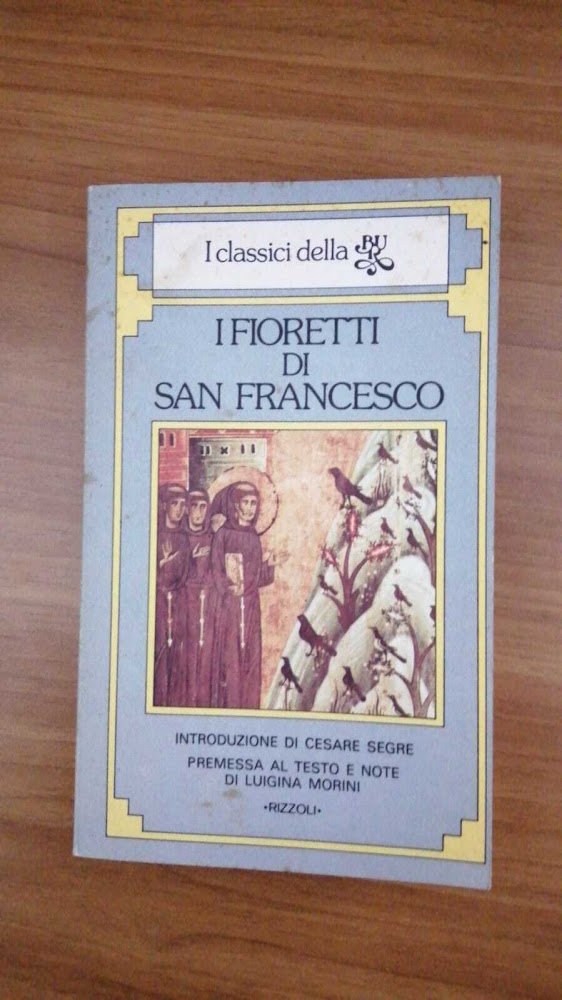 I classici della BUR
I FIORETTI
DI
SAN FRANCESCO
INTRODUZIONE DI CESARE SEGRE
PREMESSA AL TESTO E NOTE
DI LUIGINA MORINI
•RIZZOLI•